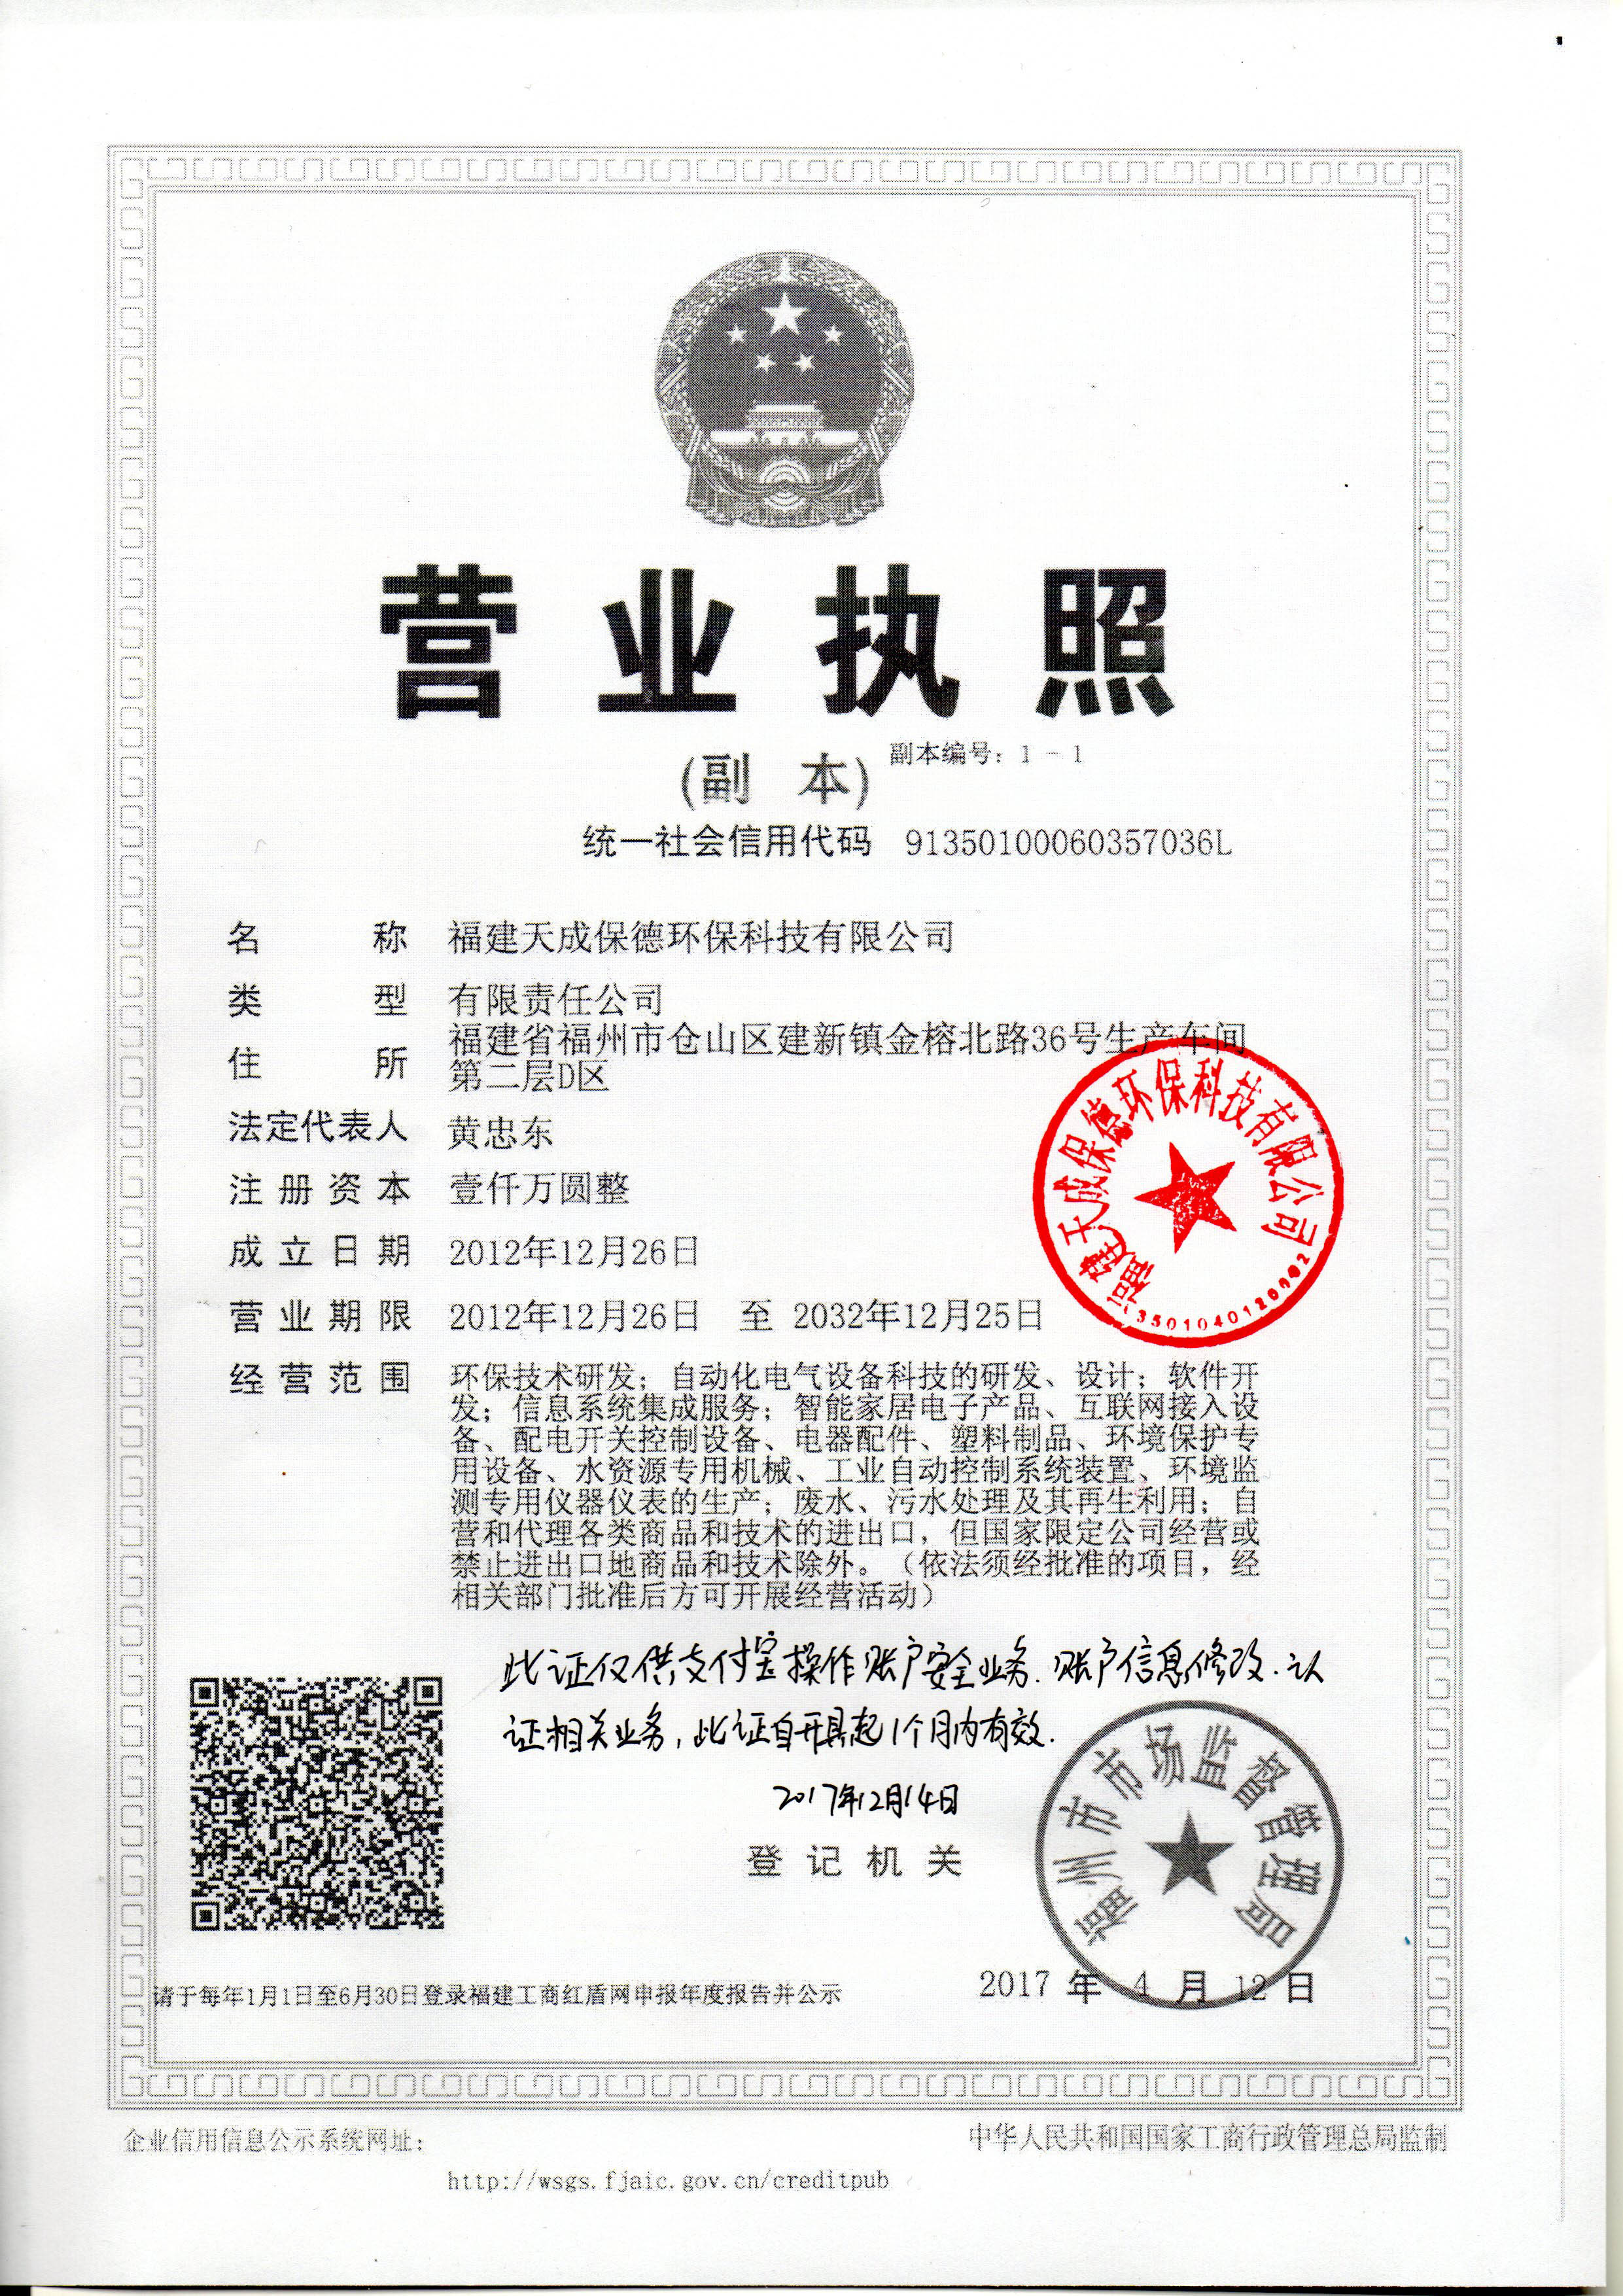 营业执照
(副 本) 副本编号：1－1
统一社会信用代码 91350100060357036L
名称 福建天成保德环保科技有限公司
类型 有限责任公司
住所 福建省福州市仓山区建新镇金榕北路36号生产车间
第二层D区
法定代表人 黄忠东
注册资本 壹仟万圆整
成立日期 2012年12月26日
营业期限 2012年12月26日 至 2032年12月25日
经营范围 环保技术研发；自动化电气设备科技的研发、设计；软件开
发；信息系统集成服务；智能家居电子产品、互联网接入设
备、配电开关控制设备、电器配件、塑料制品、环境保护专
用设备、水资源专用机械、工业自动控制系统装置、环境监
测专用仪器仪表的生产；废水、污水处理及其再生利用；自
营和代理各类商品和技术的进出口，但国家限定公司经营或
禁止进出口地商品和技术除外。（依法须经批准的项目，经
相关部门批准后方可开展经营活动）
福建天成保德环保科技有限公司
3501040120002
此证仅供支付宝操作账户安全业务.账户信息修改.认
证相关业务,此证自开具起1个月内有效.
2017年12月14日
登记机关
福州市市场监督管理局
2017 年 4 月 12 日
请于每年1月1日至6月30日登录福建工商红盾网申报年度报告并公示
企业信用信息公示系统网址：
中华人民共和国国家工商行政管理总局监制
http://wsgs.fjaic.gov.cn/creditpub